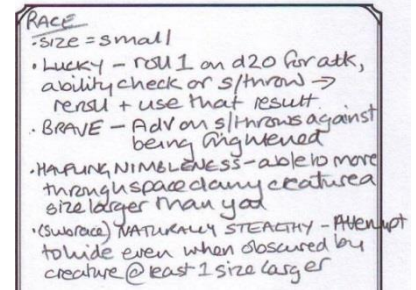 RACE
• size = small
• LUCKY - roll 1 on d20 for atk,
ability check or s/throw →
reroll + use that result.
• BRAVE - Adv on s/throws against
being frightened
• HALFLING NIMBLENESS - able to move
through space of any creature a
size larger than you
• (Subrace) NATURALLY STEALTHY - Attempt
to hide even when obscured by
creature @ least 1 size larger